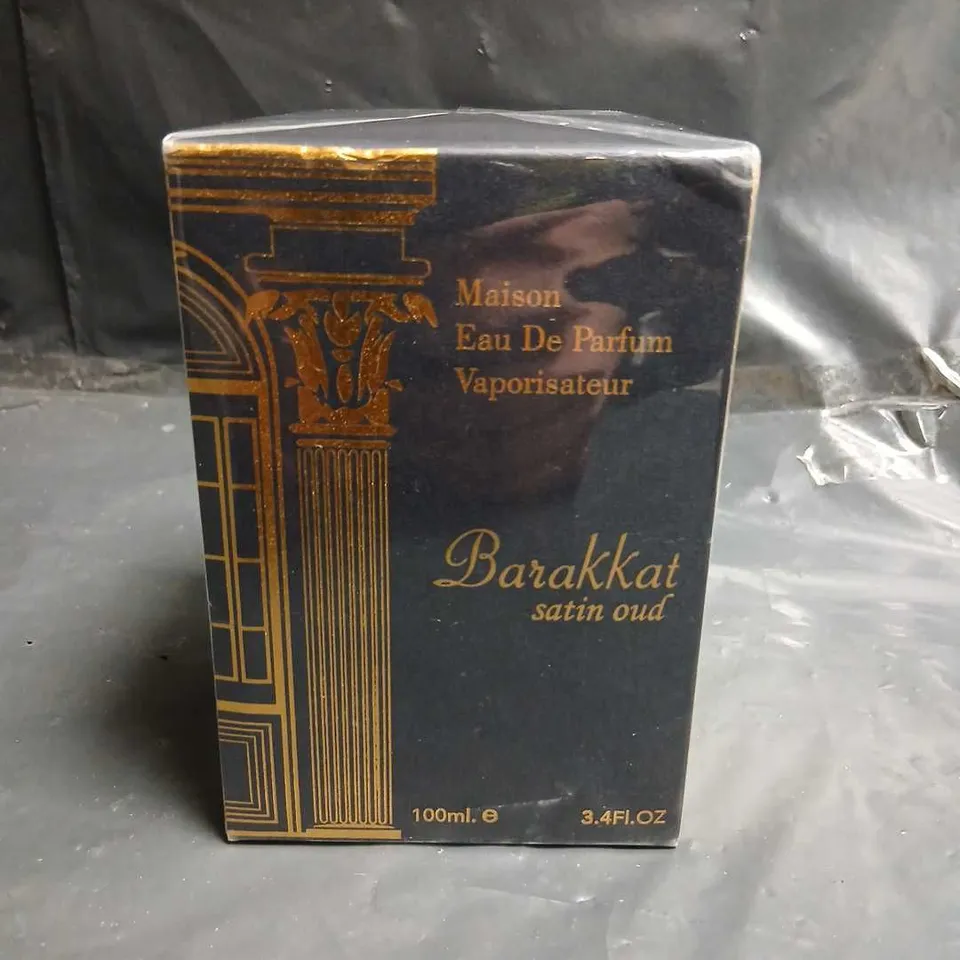 Maison
Eau De Parfum
Vaporisateur
Barakkat
satin oud
100ml. e 3.4Fl.OZ